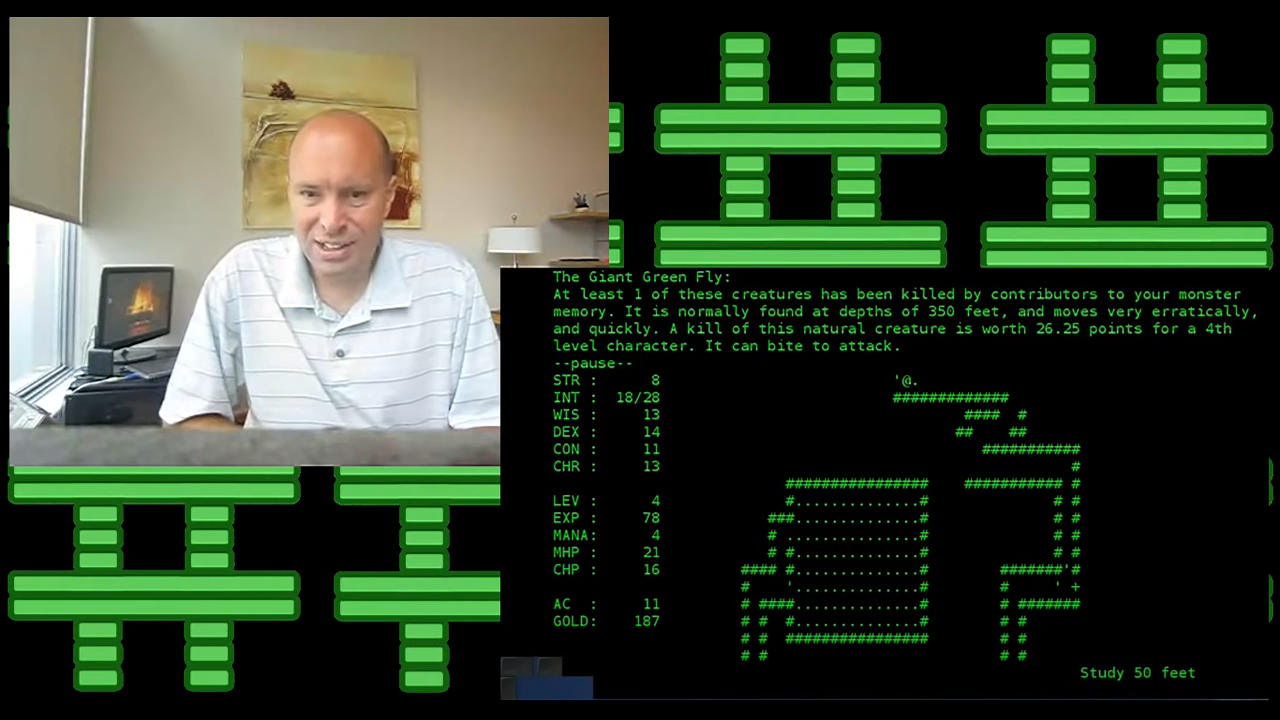 The Giant Green Fly:
At least 1 of these creatures has been killed by contributors to your monster
memory. It is normally found at depths of 350 feet, and moves very erratically,
and quickly. A kill of this natural creature is worth 26.25 points for a 4th
level character. It can bite to attack.
--pause--
STR : 8 '@.
INT : 18/28 #############
WIS : 13 #### #
DEX : 14 ## ##
CON : 11 ###########
CHR : 13 #
################ ########### #
LEV : 4 #..............# # #
EXP : 78 ###..............# # #
MANA: 4 # ..............# # #
MHP : 21 # #..............# # #
CHP : 16 #### #..............# #######'#
# '..............# # ' +
AC : 11 # ####..............# # #######
GOLD: 187 # # #..............# # #
# # ################ # #
# # # #
Study 50 feet